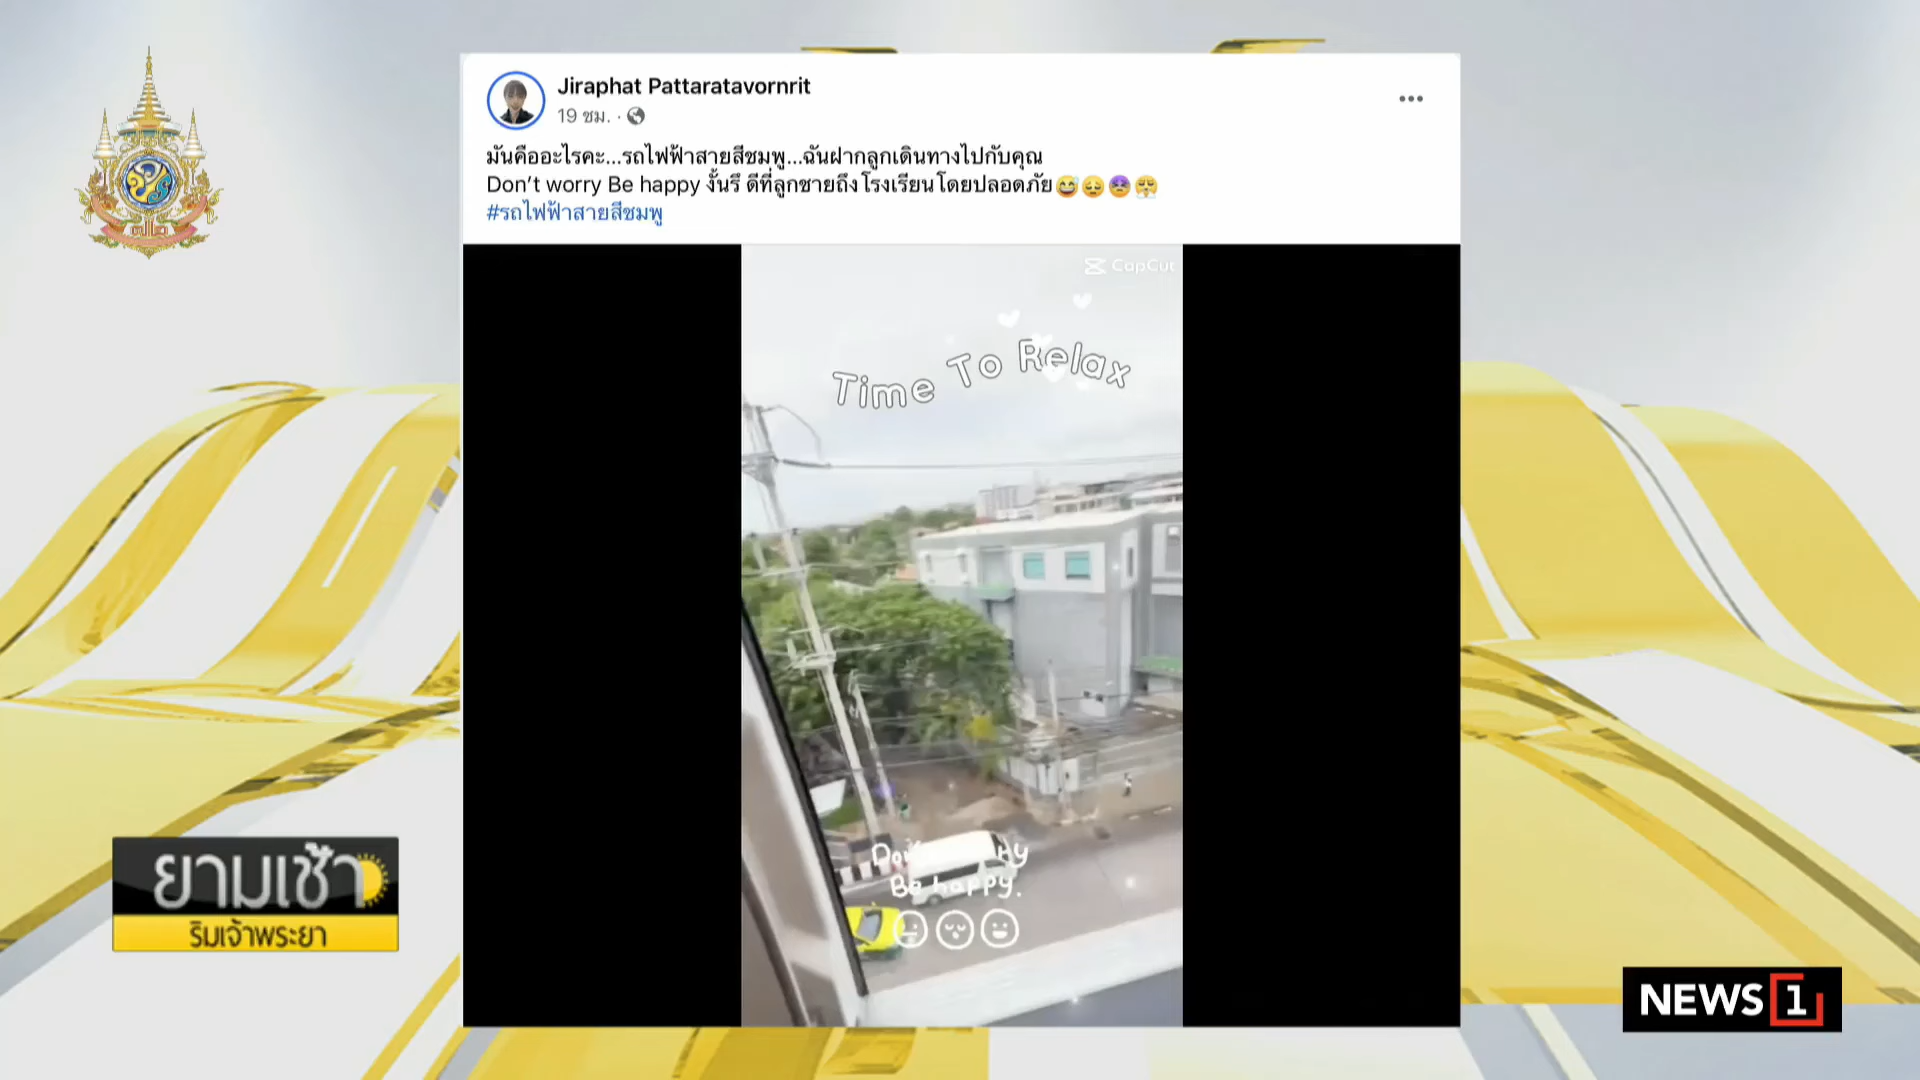 Jiraphat Pattaratavornrit
19 ชม. ·
มันคืออะไรคะ...รถไฟฟ้าสายสีชมพู...ฉันฝากลูกเดินทางไปกับคุณ
Don't worry Be happy งั้นรึ ดีที่ลูกชายถึงโรงเรียนโดยปลอดภัย😅😔😖😤
#รถไฟฟ้าสายสีชมพู
CapCut
Time To Relax
Be happy.
ยามเช้า
ริมเจ้าพระยา
NEWS 1